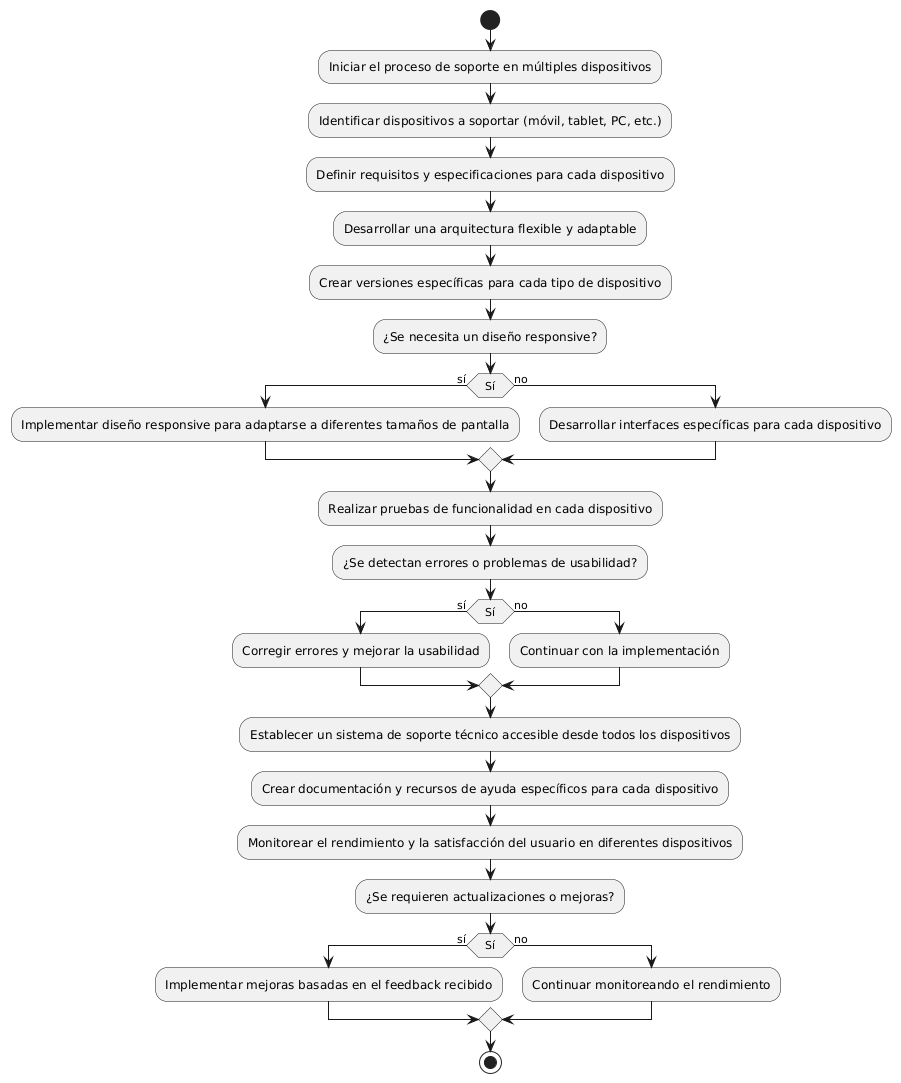 Iniciar el proceso de soporte en múltiples dispositivos
Identificar dispositivos a soportar (móvil, tablet, PC, etc.)
Definir requisitos y especificaciones para cada dispositivo
Desarrollar una arquitectura flexible y adaptable
Crear versiones específicas para cada tipo de dispositivo
¿Se necesita un diseño responsive?
sí
Sí
no
Implementar diseño responsive para adaptarse a diferentes tamaños de pantalla
Desarrollar interfaces específicas para cada dispositivo
Realizar pruebas de funcionalidad en cada dispositivo
¿Se detectan errores o problemas de usabilidad?
sí
Sí
no
Corregir errores y mejorar la usabilidad
Continuar con la implementación
Establecer un sistema de soporte técnico accesible desde todos los dispositivos
Crear documentación y recursos de ayuda específicos para cada dispositivo
Monitorear el rendimiento y la satisfacción del usuario en diferentes dispositivos
¿Se requieren actualizaciones o mejoras?
sí
Sí
no
Implementar mejoras basadas en el feedback recibido
Continuar monitoreando el rendimiento